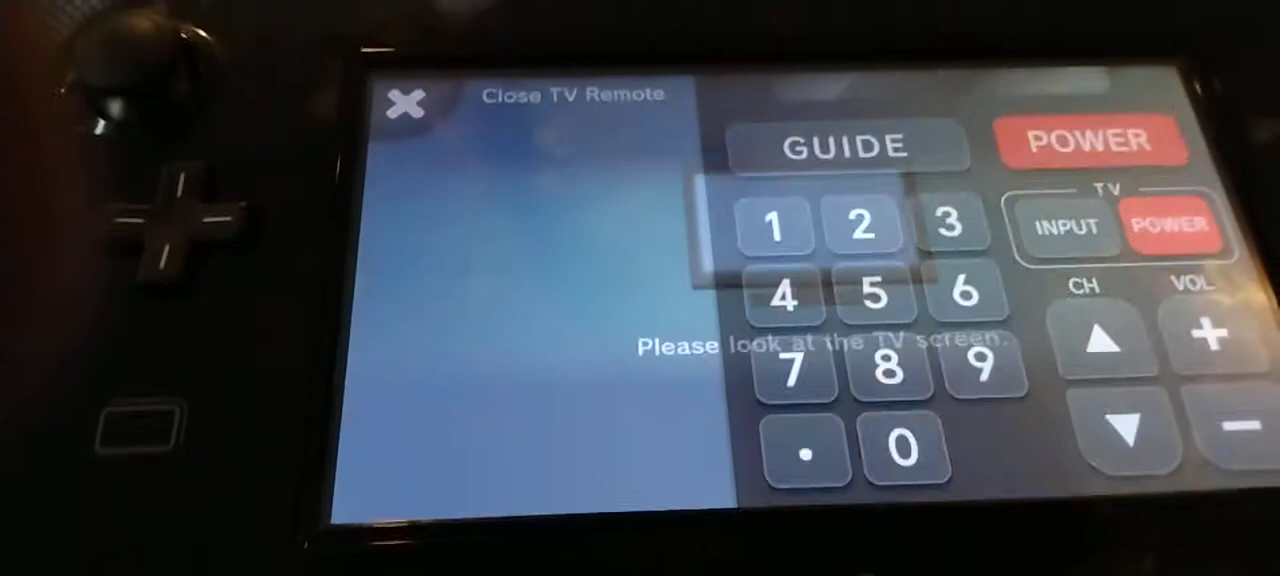 Close TV Remote
GUIDE
POWER
TV
1 2 3
INPUT POWER
4 5 6
CH VOL
Please look at the TV screen.
+
7 8 9
. 0
-